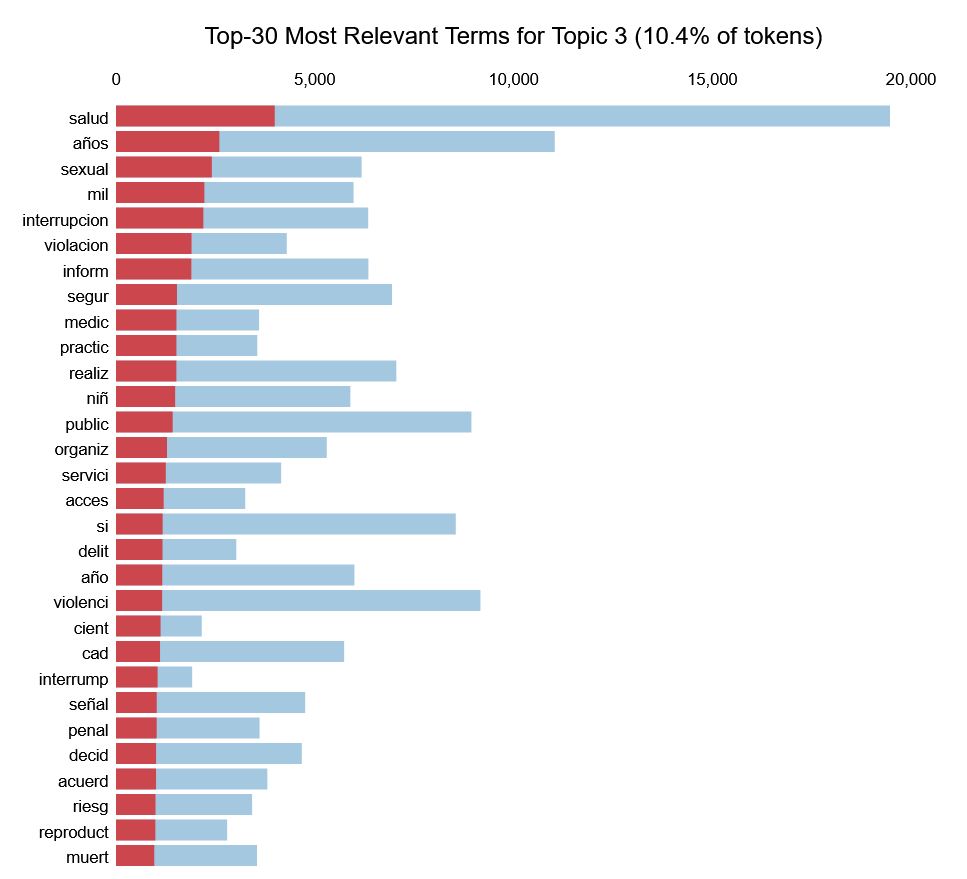 Top-30 Most Relevant Terms for Topic 3 (10.4% of tokens)
0 5,000 10,000 15,000 20,000
salud
años
sexual
mil
interrupcion
violacion
inform
segur
medic
practic
realiz
niñ
public
organiz
servici
acces
si
delit
año
violenci
cient
cad
interrump
señal
penal
decid
acuerd
riesg
reproduct
muert